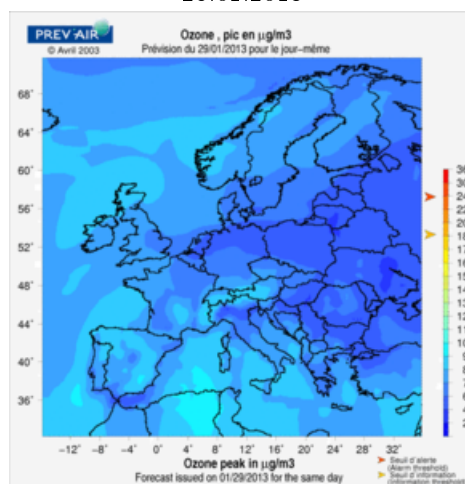 PREV'AIR
© Avril 2003
Ozone , pic en µg/m3
Prévision du 29/01/2013 pour le jour-même
68°
64°
60°
56°
52°
48°
44°
40°
36°
-12° -8° -4° 0° 4° 8° 12° 16° 20° 24° 28° 32°
Ozone peak in µg/m3
Forecast issued on 01/29/2013 for the same day
Seuil d'alerte
(Alarm threshold)
Seuil d'information
(Information threshold)